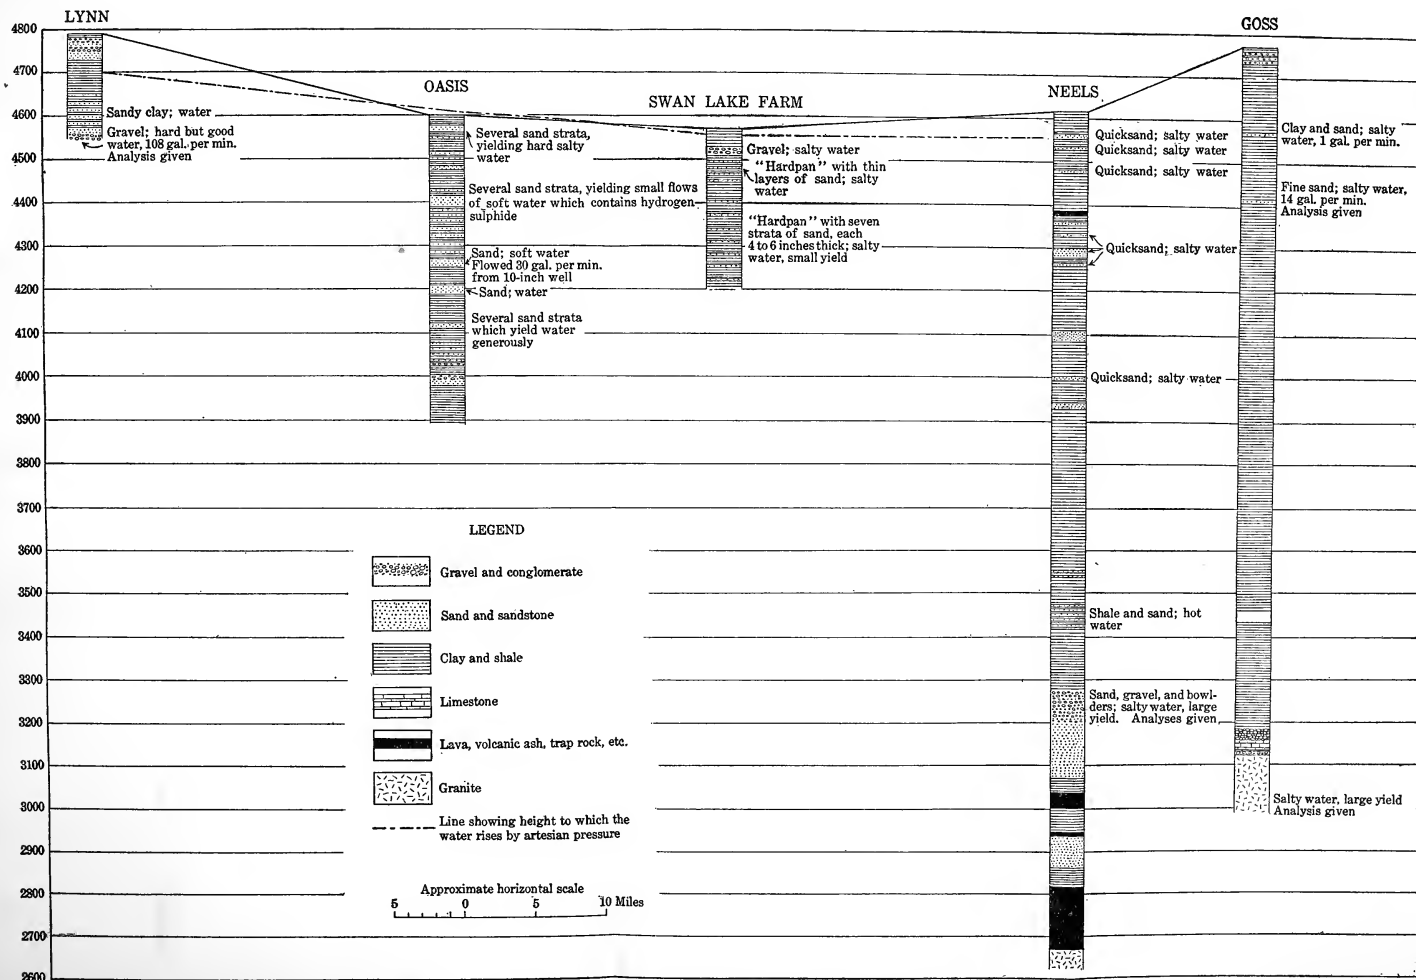 LYNN
GOSS
OASIS
SWAN LAKE FARM
NEELS
4800
4700
4600
4500
4400
4300
4200
4100
4000
3900
3800
3700
3600
3500
3400
3300
3200
3100
3000
2900
2800
2700
2600
Sandy clay; water
Gravel; hard but good
water, 108 gal. per min.
Analysis given
Several sand strata,
yielding hard salty
water
Several sand strata, yielding small flows
of soft water which contains hydrogen
sulphide
Sand; soft water
Flowed 30 gal. per min.
from 10-inch well
Sand; water
Several sand strata
which yield water
generously
Gravel; salty water
"Hardpan" with thin
layers of sand; salty
water
"Hardpan" with seven
strata of sand, each
4 to 6 inches thick; salty
water, small yield
Quicksand; salty water
Quicksand; salty water
Quicksand; salty water
Quicksand; salty water
Quicksand; salty water
Shale and sand; hot
water
Sand, gravel, and bowl-
ders; salty water, large
yield. Analyses given
Clay and sand; salty
water, 1 gal. per min.
Fine sand; salty water,
14 gal. per min.
Analysis given
Salty water, large yield
Analysis given
LEGEND
Gravel and conglomerate
Sand and sandstone
Clay and shale
Limestone
Lava, volcanic ash, trap rock, etc.
Granite
Line showing height to which the
water rises by artesian pressure
Approximate horizontal scale
5 0 5 10 Miles